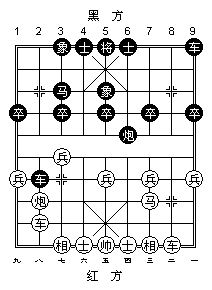 黑 方
1 2 3 4 5 6 7 8 9
象 士 将 士 车
马 象
卒 卒 卒 卒 卒
炮
兵
兵 车 兵 兵 兵
炮 马
车
相 士 帅 士 相 车
九 八 七 六 五 四 三 二 一
红 方